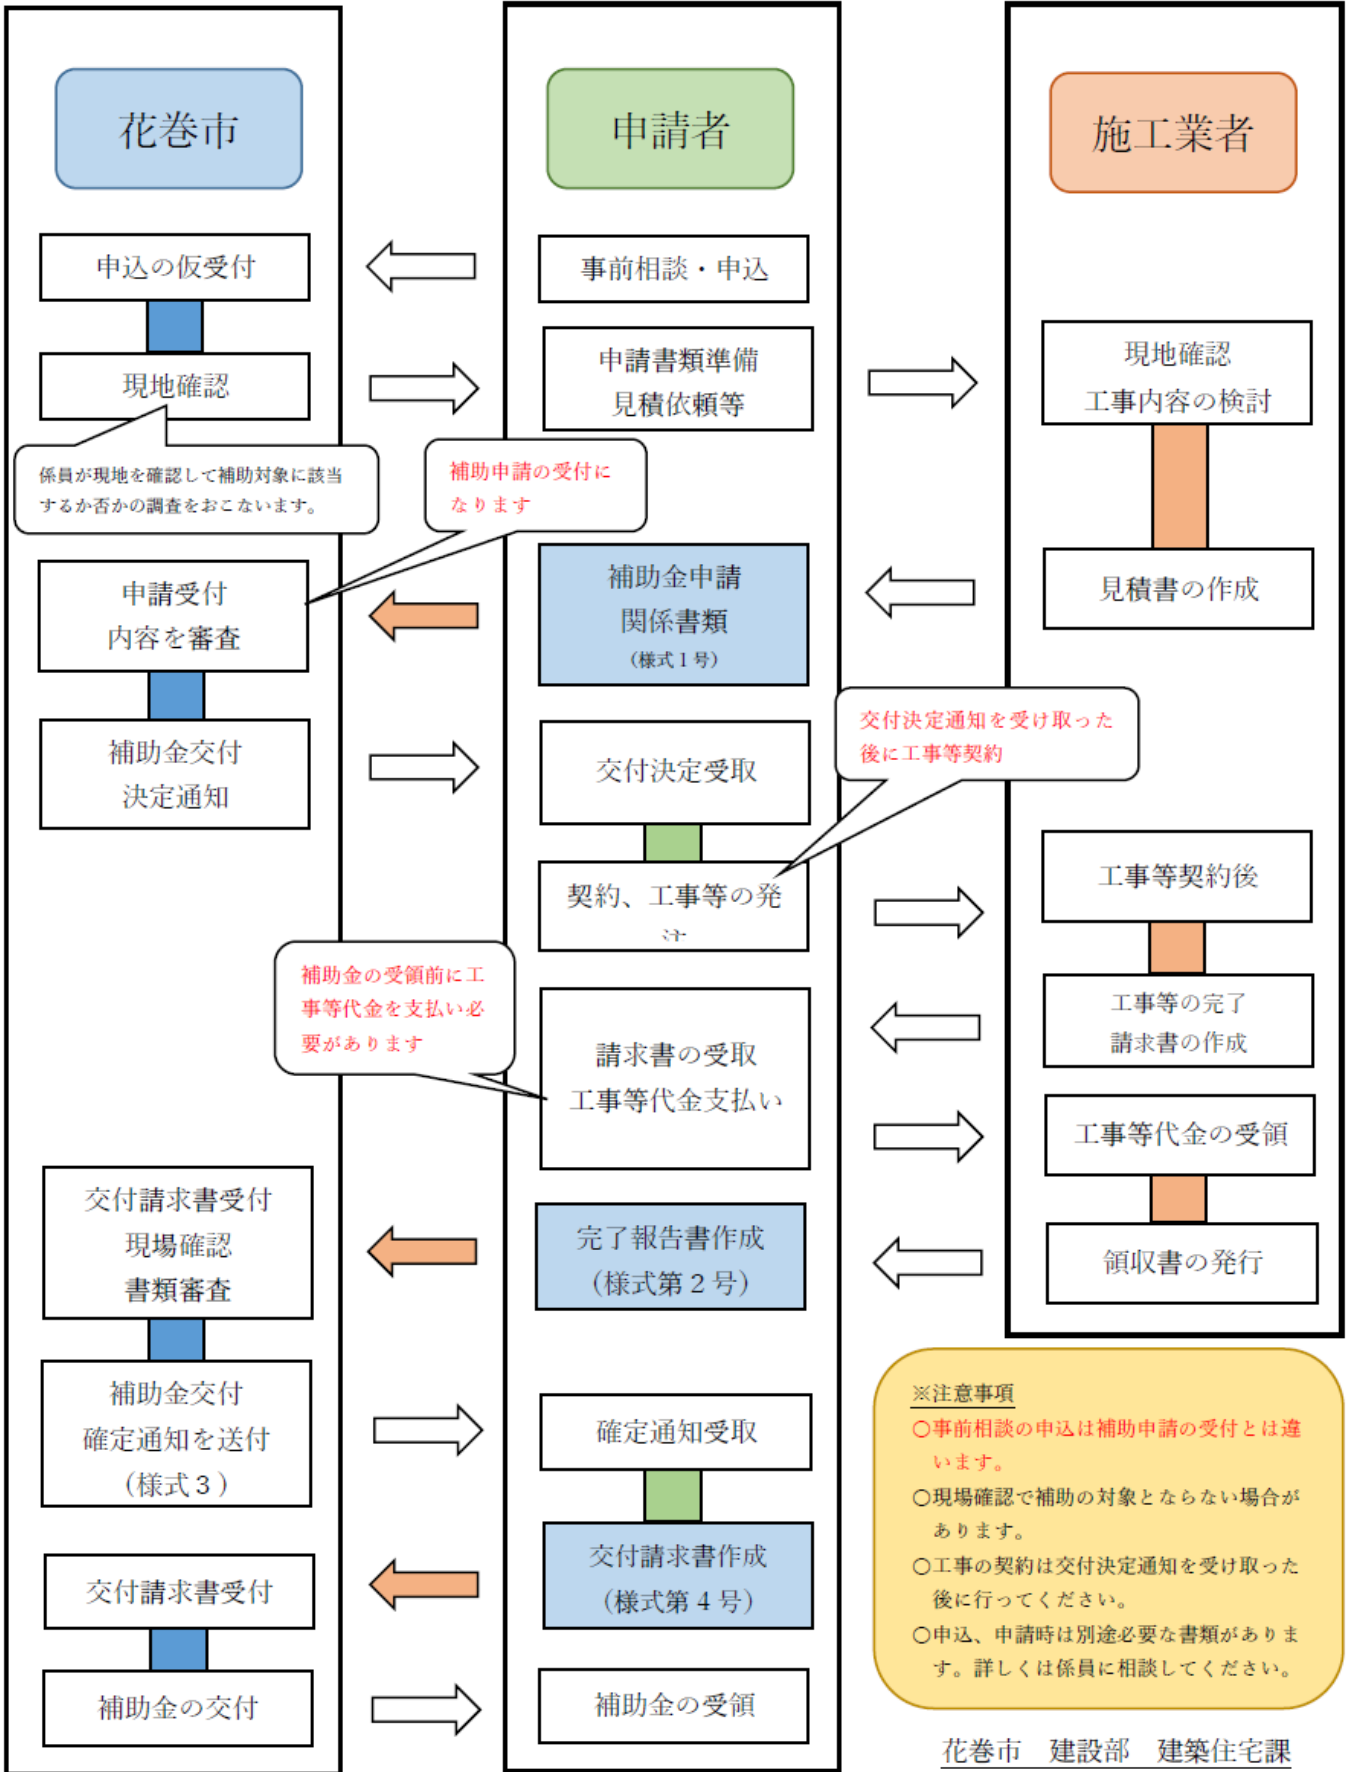 花巻市
申請者
施工業者
申込の仮受付
事前相談・申込
現地確認
申請書類準備
見積依頼等
現地確認
工事内容の検討
係員が現地を確認して補助対象に該当
するか否かの調査をおこないます。
補助申請の受付に
なります
申請受付
内容を審査
補助金申請
関係書類
（様式１号）
見積書の作成
補助金交付
決定通知
交付決定受取
交付決定通知を受け取った
後に工事等契約
契約、工事等の発
工事等契約後
補助金の受領前に工
事等代金を支払い必
要があります
請求書の受取
工事等代金支払い
工事等の完了
請求書の作成
工事等代金の受領
交付請求書受付
現場確認
書類審査
完了報告書作成
（様式第２号）
領収書の発行
補助金交付
確定通知を送付
（様式３）
確定通知受取
交付請求書受付
交付請求書作成
（様式第４号）
補助金の交付
補助金の受領
※注意事項
○事前相談の申込は補助申請の受付とは違
います。
○現場確認で補助の対象とならない場合が
あります。
○工事の契約は交付決定通知を受け取った
後に行ってください。
○申込、申請時は別途必要な書類がありま
す。詳しくは係員に相談してください。
花巻市　建設部　建築住宅課